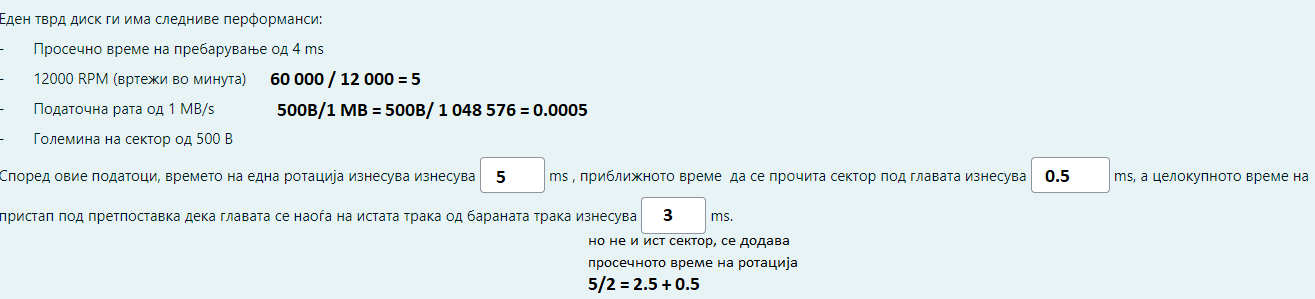 Еден тврд диск ги има следниве перформанси:
- Просечно време на пребарување од 4 ms
- 12000 RPM (вртежи во минута) 60 000 / 12 000 = 5
- Податочна рата од 1 MB/s 500B/1 MB = 500B/ 1 048 576 = 0.0005
- Големина на сектор од 500 B
Според овие податоци, времето на една ротација изнесува изнесува 5 ms , приближното време да се прочита сектор под главата изнесува 0.5 ms, а целокупното време на
пристап под претпоставка дека главата се наоѓа на истата трака од бараната трака изнесува 3 ms.
но не и ист сектор, се додава
просечното време на ротација
5/2 = 2.5 + 0.5